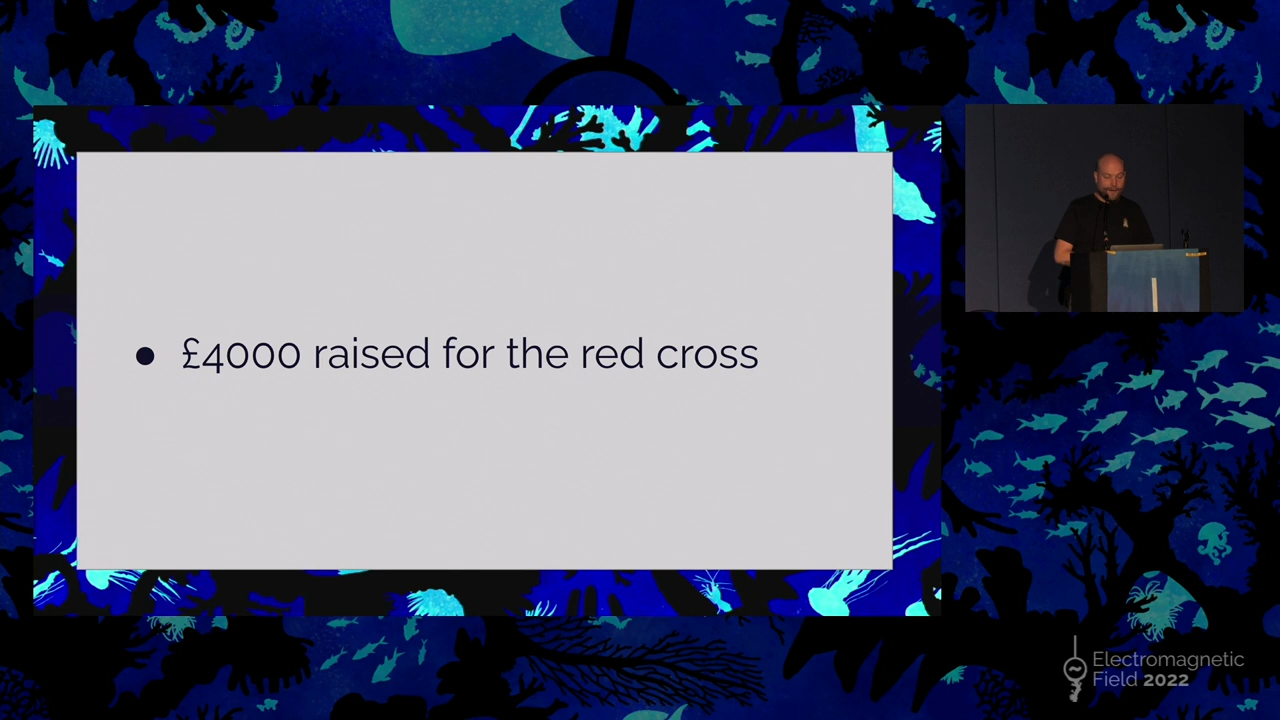 ● £4000 raised for the red cross
Electromagnetic
Field 2022